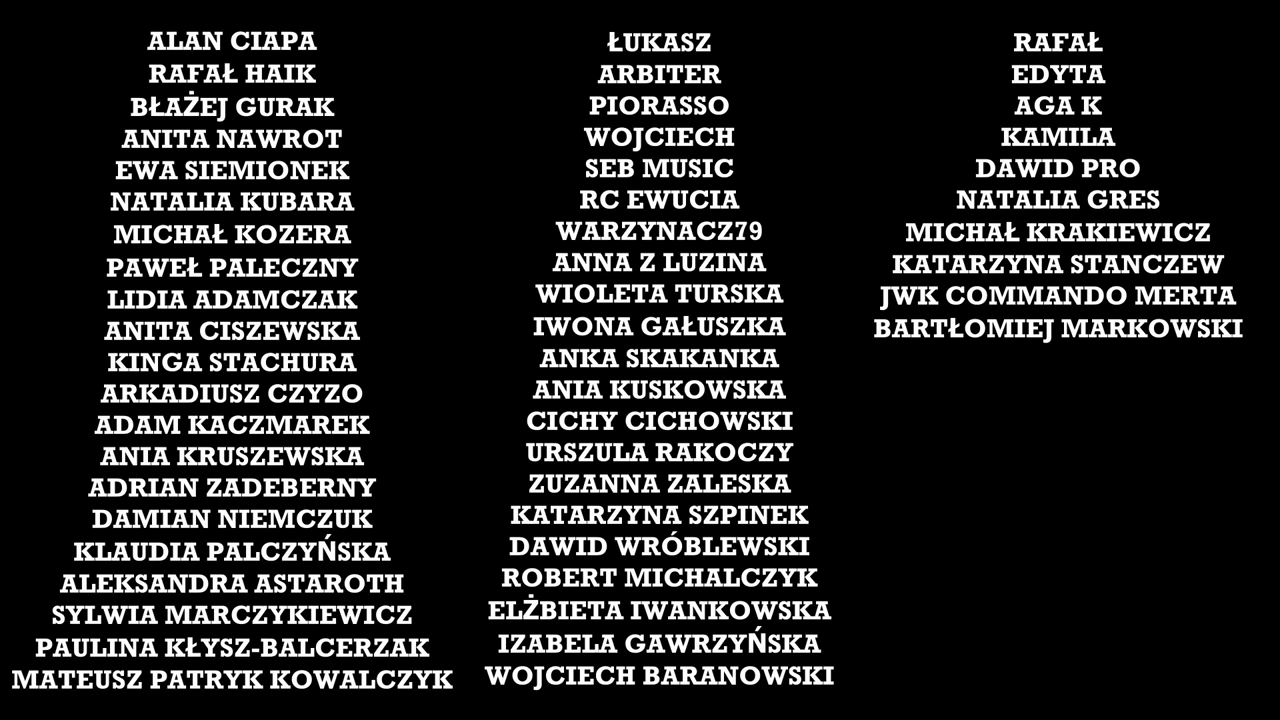 ALAN CIAPA
RAFAŁ HAIK
BŁAŻEJ GURAK
ANITA NAWROT
EWA SIEMIONEK
NATALIA KUBARA
MICHAŁ KOZERA
PAWEŁ PALECZNY
LIDIA ADAMCZAK
ANITA CISZEWSKA
KINGA STACHURA
ARKADIUSZ CZYZO
ADAM KACZMAREK
ANIA KRUSZEWSKA
ADRIAN ZADEBERNY
DAMIAN NIEMCZUK
KLAUDIA PALCZYŃSKA
ALEKSANDRA ASTAROTH
SYLWIA MARCZYKIEWICZ
PAULINA KŁYSZ-BALCERZAK
MATEUSZ PATRYK KOWALCZYK
ŁUKASZ
ARBITER
PIORASSO
WOJCIECH
SEB MUSIC
RC EWUCIA
WARZYNACZ79
ANNA Z LUZINA
WIOLETA TURSKA
IWONA GAŁUSZKA
ANKA SKAKANKA
ANIA KUSKOWSKA
CICHY CICHOWSKI
URSZULA RAKOCZY
ZUZANNA ZALESKA
KATARZYNA SZPINEK
DAWID WRÓBLEWSKI
ROBERT MICHALCZYK
ELŻBIETA IWANKOWSKA
IZABELA GAWRZYŃSKA
WOJCIECH BARANOWSKI
RAFAŁ
EDYTA
AGA K
KAMILA
DAWID PRO
NATALIA GRES
MICHAŁ KRAKIEWICZ
KATARZYNA STANCZEW
JWK COMMANDO MERTA
BARTŁOMIEJ MARKOWSKI